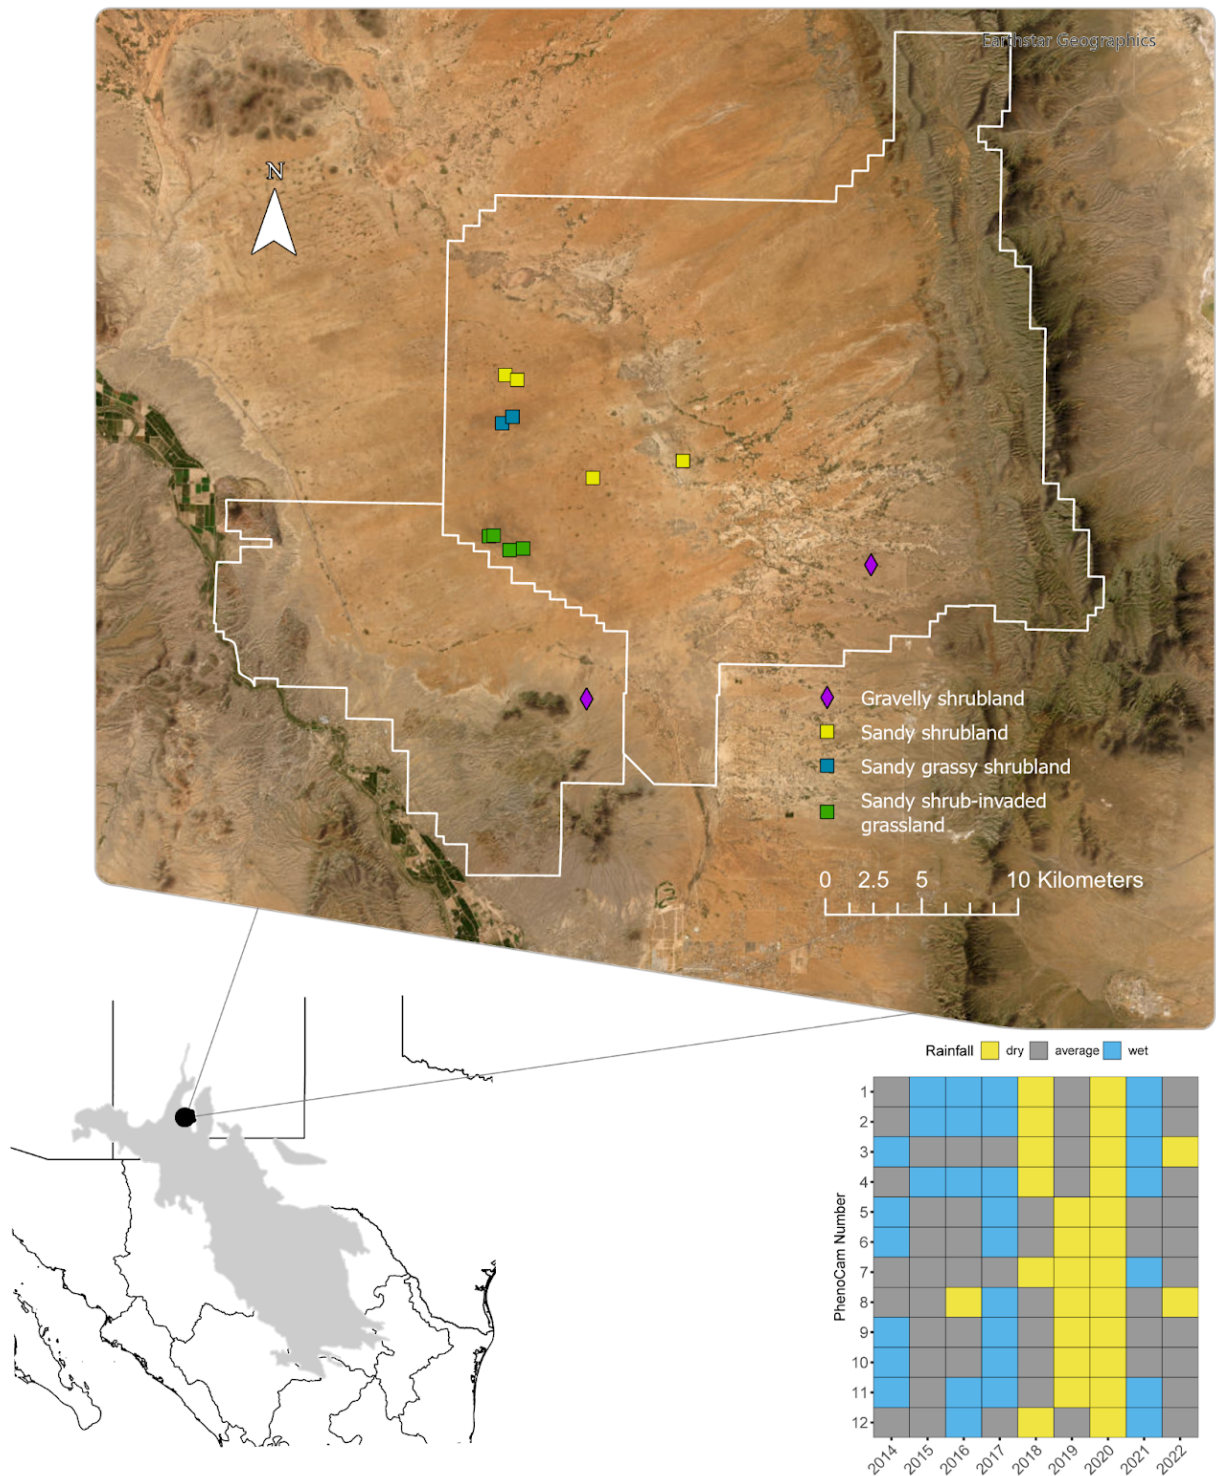 Earthstar Geographics
N
Gravelly shrubland
Sandy shrubland
Sandy grassy shrubland
Sandy shrub-invaded
grassland
0 2.5 5 10 Kilometers
Rainfall dry average wet
PhenoCam Number
1
2
3
4
5
6
7
8
9
10
11
12
2014 2015 2016 2017 2018 2019 2020 2021 2022